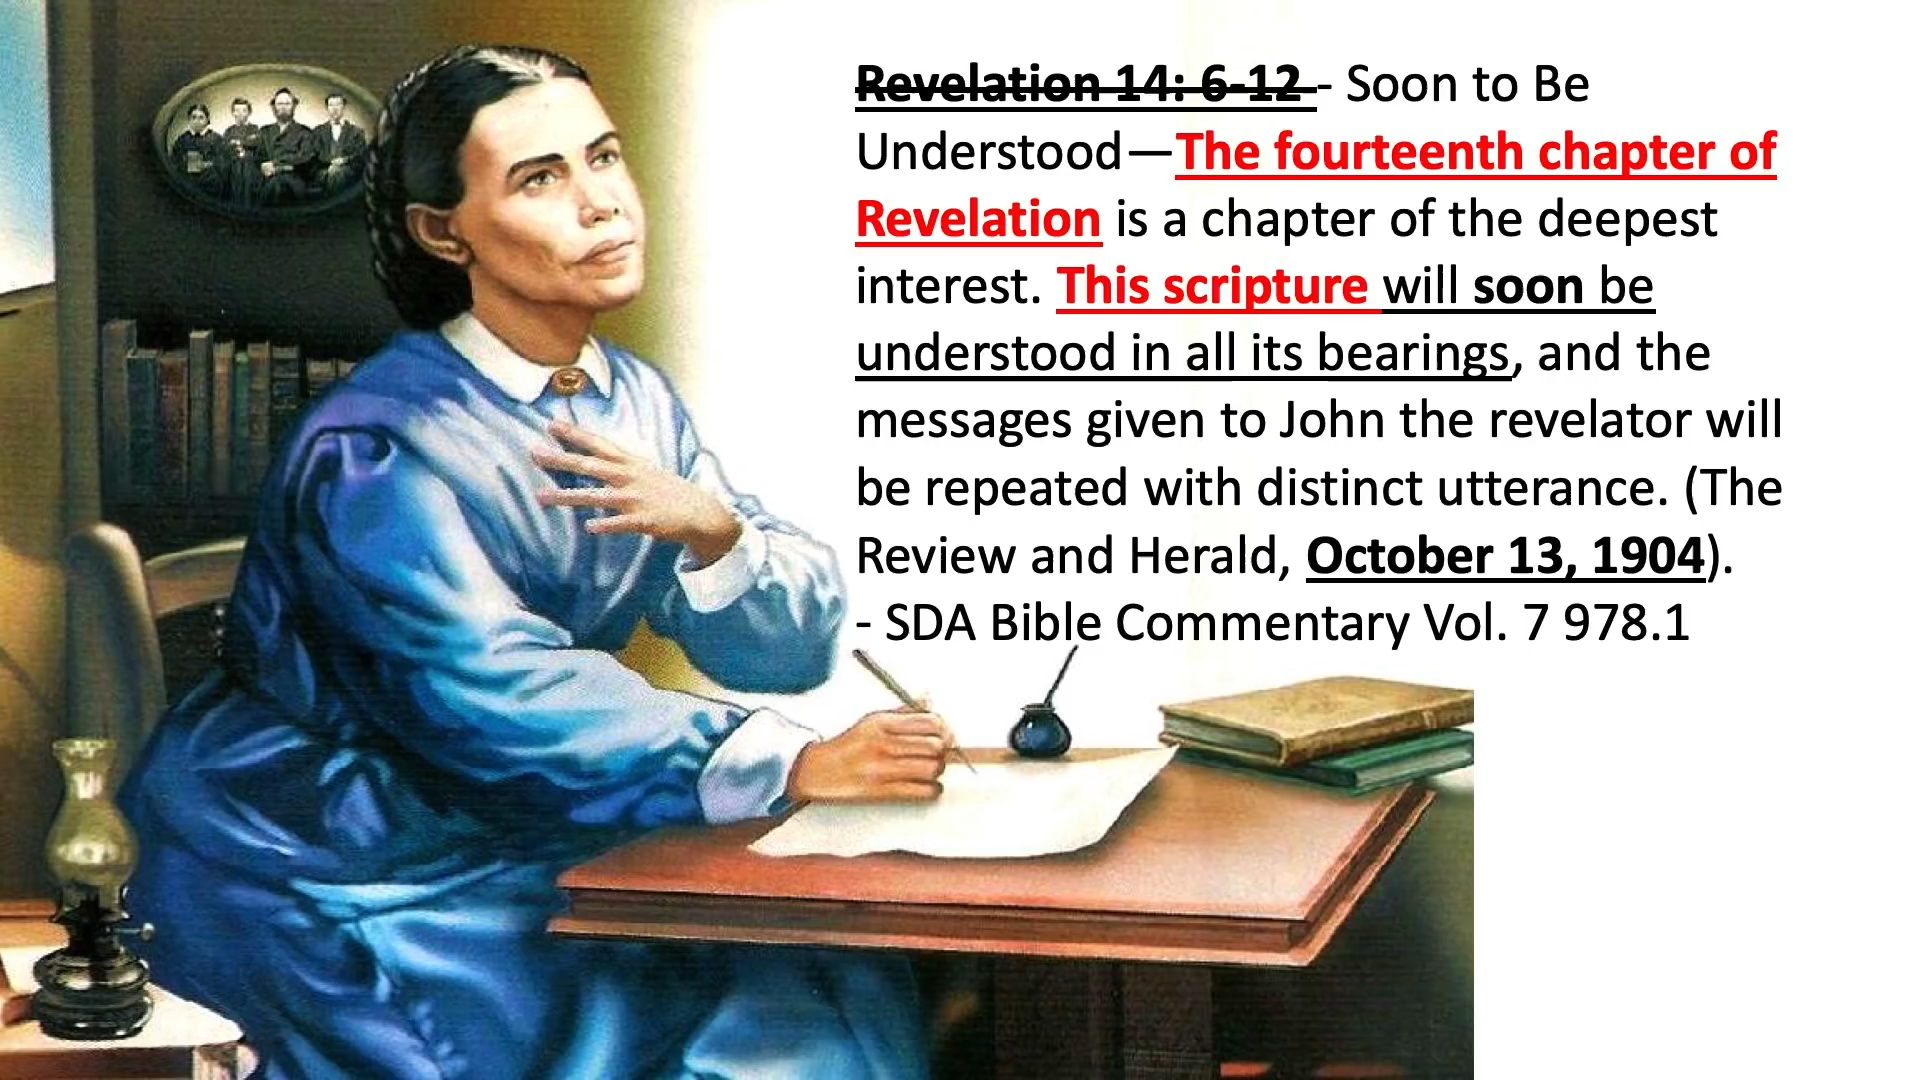 Revelation 14: 6-12 - Soon to Be
Understood—The fourteenth chapter of
Revelation is a chapter of the deepest
interest. This scripture will soon be
understood in all its bearings, and the
messages given to John the revelator will
be repeated with distinct utterance. (The
Review and Herald, October 13, 1904).
- SDA Bible Commentary Vol. 7 978.1